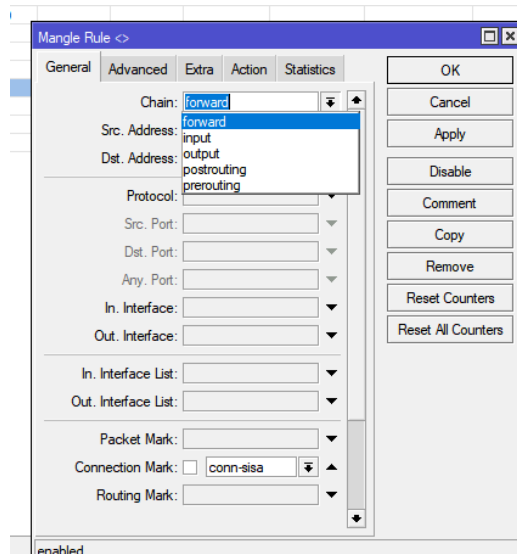 Mangle Rule <>
General Advanced Extra Action Statistics
OK
Chain: forward
Cancel
forward
input
output
postrouting
prerouting
Src. Address:
Apply
Dst. Address:
Disable
Protocol:
Comment
Src. Port:
Copy
Dst. Port:
Remove
Any. Port:
Reset Counters
In. Interface:
Reset All Counters
Out. Interface:
In. Interface List:
Out. Interface List:
Packet Mark:
Connection Mark: conn-sisa
Routing Mark:
enabled